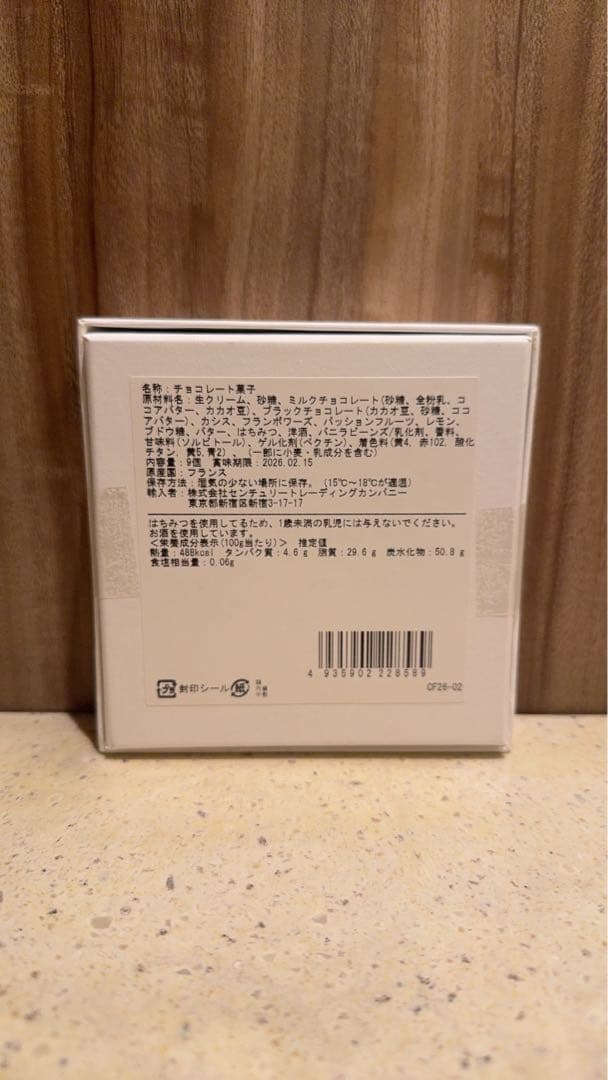 名称：チョコレート菓子
原材料名：生クリーム、砂糖、ミルクチョコレート(砂糖、全粉乳、コ
コアバター、カカオ豆)、ブラックチョコレート(カカオ豆、砂糖、ココ
アバター)、カシス、フランボワーズ、パッションフルーツ、レモン、
ブドウ糖、バター、はちみつ、洋酒、バニラビーンズ/乳化剤、香料、
甘味料(ソルビトール)、ゲル化剤(ペクチン)、着色料(黄4, 赤102, 酸化
チタン, 黄5,青2) 、(一部に小麦・乳成分を含む)
内容量：9個　賞味期限：2026.02.15
原産国：フランス
保存方法：湿気の少ない場所に保存。(15℃～18℃が適温)
輸入者：株式会社センチュリートレーディングカンパニー
東京都新宿区新宿3-17-17
はちみつを使用してるため、1歳未満の乳児には与えないでください。
お酒を使用しています。
＜栄養成分表示(100g当たり)＞　推定値
熱量：488kcal　タンパク質：4.6 g　脂質：29.6 g　炭水化物：50.8 g
食塩相当量：0.06g
4 935902 228589
プラ 封印シール 紙
CF26-02